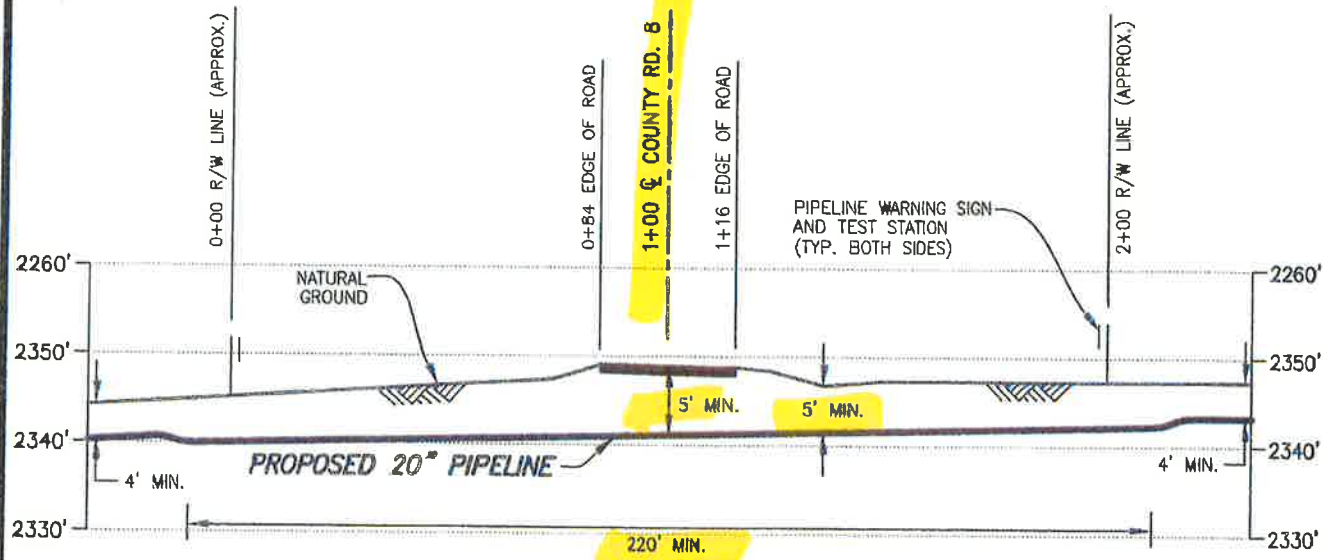 0+00 R/W LINE (APPROX.)
0+84 EDGE OF ROAD
1+00 ℄ COUNTY RD. 8
1+16 EDGE OF ROAD
2+00 R/W LINE (APPROX.)
PIPELINE WARNING SIGN
AND TEST STATION
(TYP. BOTH SIDES)
2260'
2260'
NATURAL
GROUND
2350'
2350'
5' MIN.
5' MIN.
2340'
2340'
PROPOSED 20" PIPELINE
4' MIN.
4' MIN.
2330'
2330'
220' MIN.